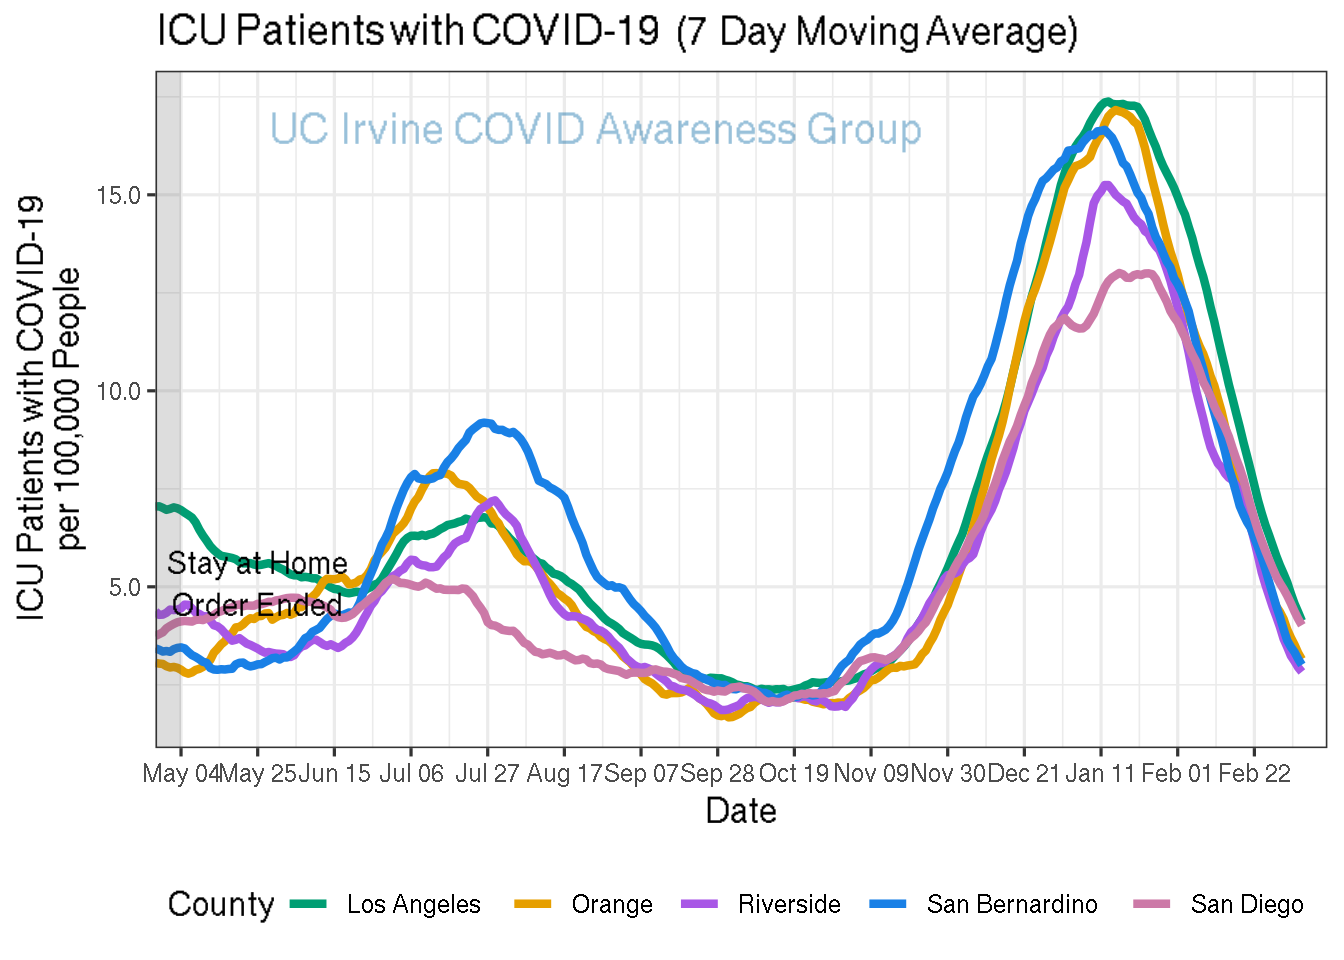 ICU Patients with COVID-19 (7 Day Moving Average)
UC Irvine COVID Awareness Group
ICU Patients with COVID-19
per 100,000 People
15.0
10.0
5.0
Stay at Home
Order Ended
May 04 May 25 Jun 15 Jul 06 Jul 27 Aug 17 Sep 07 Sep 28 Oct 19 Nov 09 Nov 30 Dec 21 Jan 11 Feb 01 Feb 22
Date
County Los Angeles Orange Riverside San Bernardino San Diego